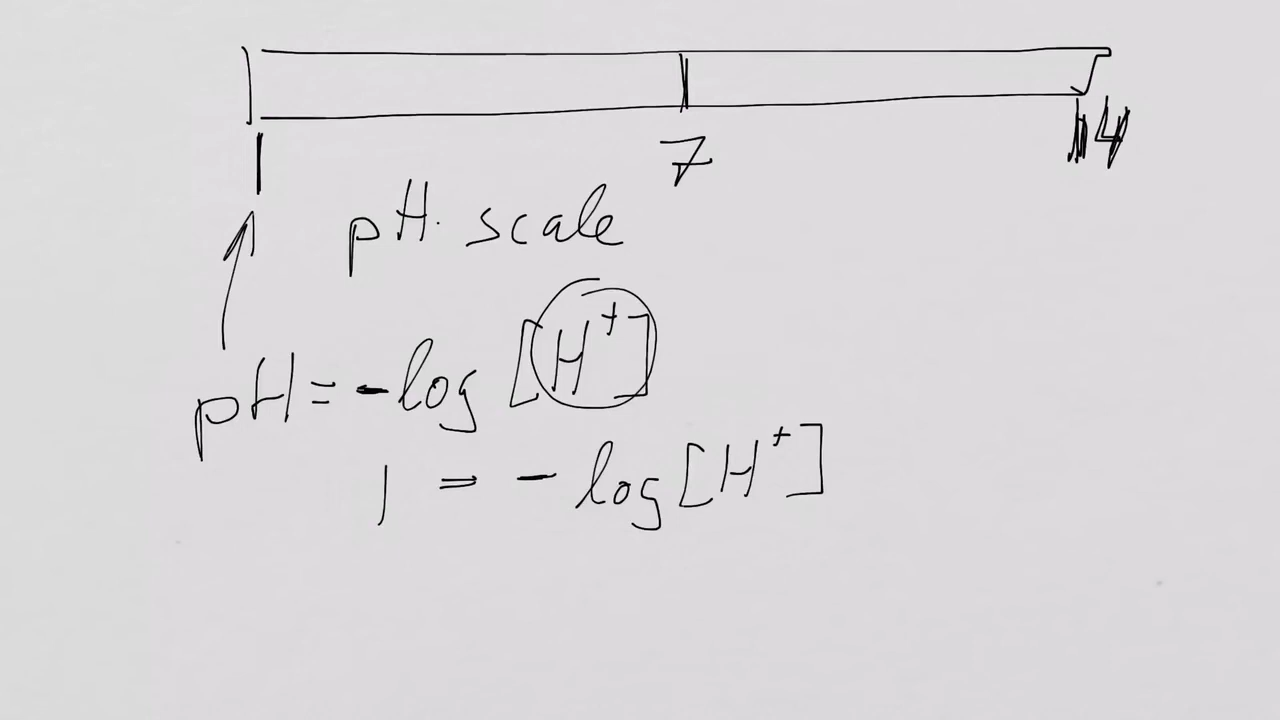 1 7 14
pH scale
pH = -log [H⁺]
1 = - log [H⁺]